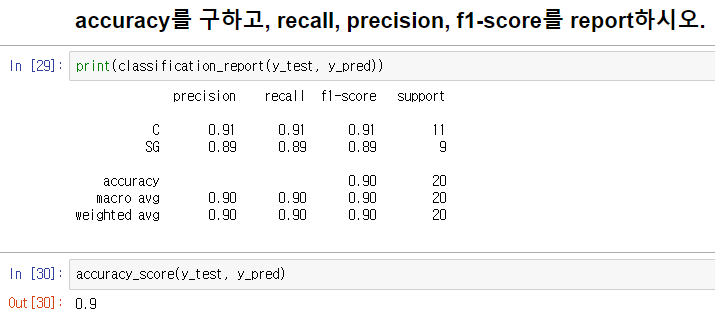 accuracy를 구하고, recall, precision, f1-score를 report하시오.
In [29]: print(classification_report(y_test, y_pred))
precision recall f1-score support
C 0.91 0.91 0.91 11
SG 0.89 0.89 0.89 9
accuracy 0.90 20
macro avg 0.90 0.90 0.90 20
weighted avg 0.90 0.90 0.90 20
In [30]: accuracy_score(y_test, y_pred)
Out[30]: 0.9